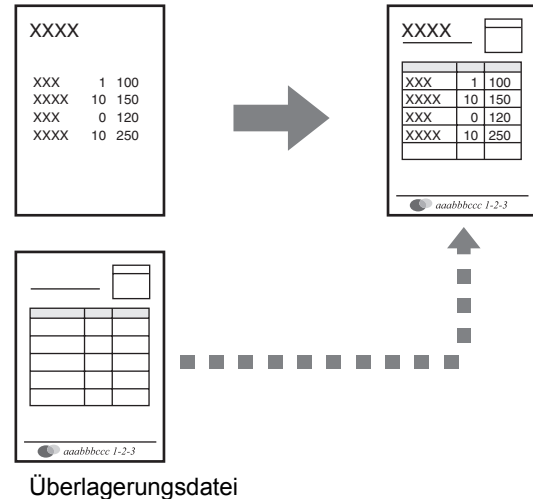 XXXX
XXX 1 100
XXXX 10 150
XXX 0 120
XXXX 10 250
XXXX
XXX 1 100
XXXX 10 150
XXX 0 120
XXXX 10 250
aaabbbccc 1-2-3
aaabbbccc 1-2-3
Überlagerungsdatei